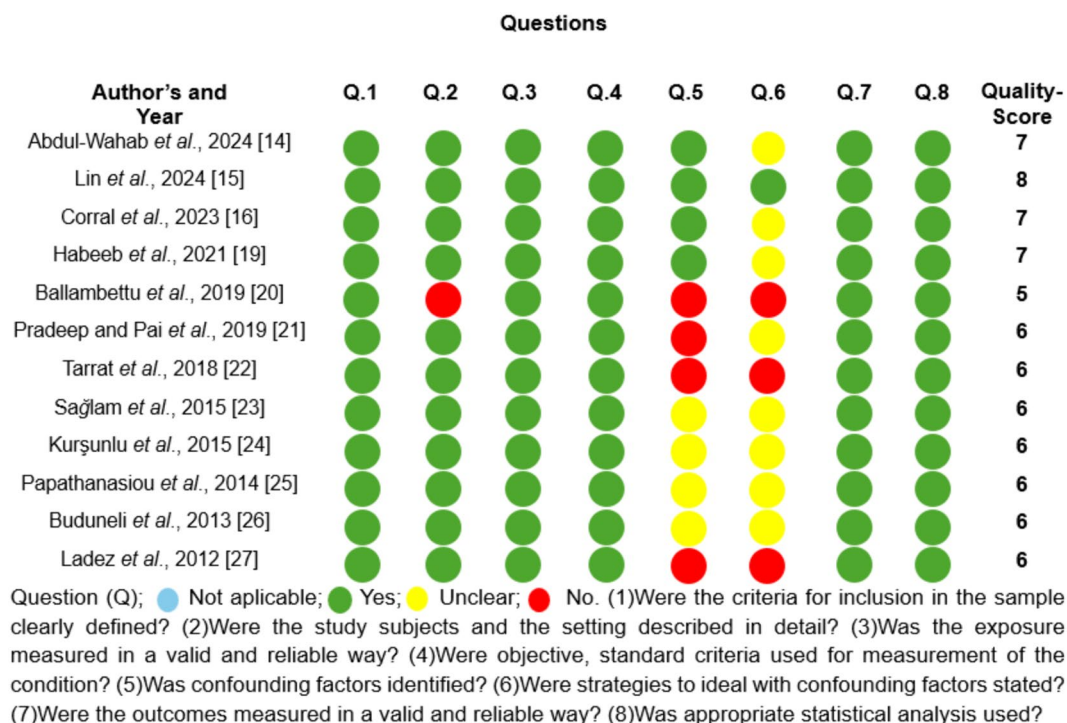 Questions
Author's and Year Q.1 Q.2 Q.3 Q.4 Q.5 Q.6 Q.7 Q.8 Quality-Score
Abdul-Wahab et al., 2024 [14] 7
Lin et al., 2024 [15] 8
Corral et al., 2023 [16] 7
Habeeb et al., 2021 [19] 7
Ballambettu et al., 2019 [20] 5
Pradeep and Pai et al., 2019 [21] 6
Tarrat et al., 2018 [22] 6
Sağlam et al., 2015 [23] 6
Kurşunlu et al., 2015 [24] 6
Papathanasiou et al., 2014 [25] 6
Buduneli et al., 2013 [26] 6
Ladez et al., 2012 [27] 6
Question (Q); Not aplicable; Yes; Unclear; No. (1)Were the criteria for inclusion in the sample
clearly defined? (2)Were the study subjects and the setting described in detail? (3)Was the exposure
measured in a valid and reliable way? (4)Were objective, standard criteria used for measurement of the
condition? (5)Was confounding factors identified? (6)Were strategies to ideal with confounding factors stated?
(7)Were the outcomes measured in a valid and reliable way? (8)Was appropriate statistical analysis used?